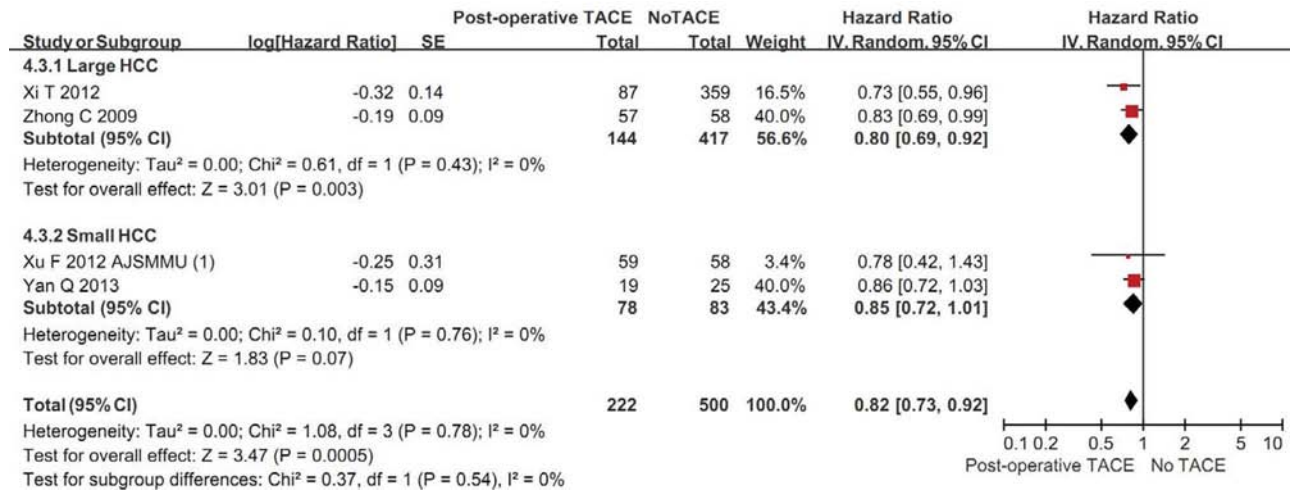 Post-operative TACE NoTACE Hazard Ratio Hazard Ratio
Study or Subgroup log[Hazard Ratio] SE Total Total Weight IV. Random. 95% CI IV. Random. 95% CI
4.3.1 Large HCC
Xi T 2012 -0.32 0.14 87 359 16.5% 0.73 [0.55, 0.96]
Zhong C 2009 -0.19 0.09 57 58 40.0% 0.83 [0.69, 0.99]
Subtotal (95% CI) 144 417 56.6% 0.80 [0.69, 0.92]
Heterogeneity: Tau² = 0.00; Chi² = 0.61, df = 1 (P = 0.43); I² = 0%
Test for overall effect: Z = 3.01 (P = 0.003)
4.3.2 Small HCC
Xu F 2012 AJSMMU (1) -0.25 0.31 59 58 3.4% 0.78 [0.42, 1.43]
Yan Q 2013 -0.15 0.09 19 25 40.0% 0.86 [0.72, 1.03]
Subtotal (95% CI) 78 83 43.4% 0.85 [0.72, 1.01]
Heterogeneity: Tau² = 0.00; Chi² = 0.10, df = 1 (P = 0.76); I² = 0%
Test for overall effect: Z = 1.83 (P = 0.07)
Total (95% CI) 222 500 100.0% 0.82 [0.73, 0.92]
Heterogeneity: Tau² = 0.00; Chi² = 1.08, df = 3 (P = 0.78); I² = 0%
Test for overall effect: Z = 3.47 (P = 0.0005)
Test for subgroup differences: Chi² = 0.37, df = 1 (P = 0.54), I² = 0%
0.1 0.2 0.5 1 2 5 10
Post-operative TACE No TACE